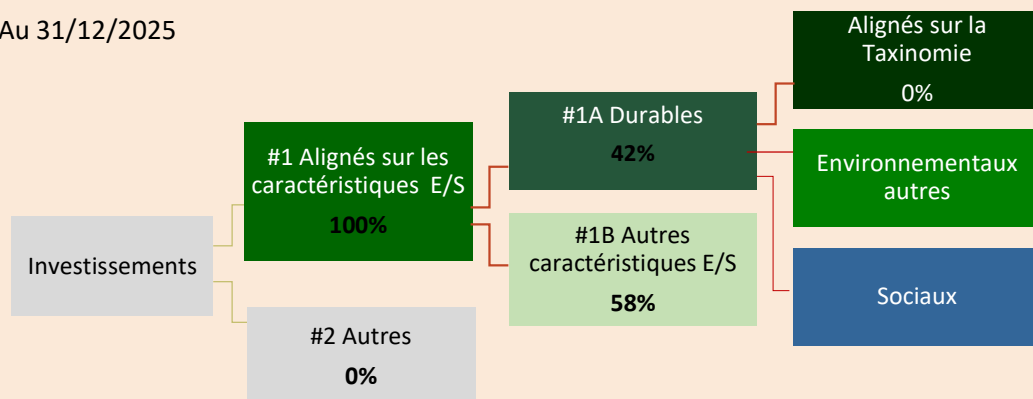 Au 31/12/2025
Investissements
#1 Alignés sur les
caractéristiques E/S
100%
#2 Autres
0%
#1A Durables
42%
#1B Autres
caractéristiques E/S
58%
Alignés sur la
Taxinomie
0%
Environnementaux
autres
Sociaux